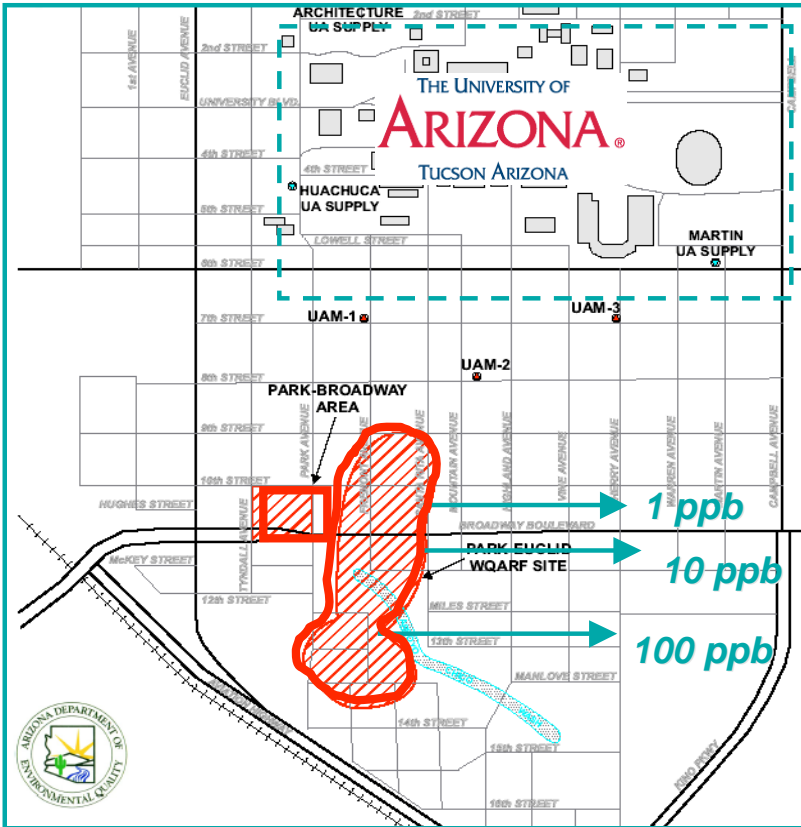 ARCHITECTURE
UA SUPPLY
2nd STREET
1st AVENUE
EUCLID AVENUE
2nd STREET
THE UNIVERSITY OF
ARIZONA®
TUCSON ARIZONA
UNIVERSITY BLVD.
4th STREET
4th STREET
HUACHUCA
UA SUPPLY
5th STREET
LOWELL STREET
MARTIN
UA SUPPLY
6th STREET
7th STREET
UAM-1
UAM-3
UAM-2
8th STREET
PARK-BROADWAY
AREA
9th STREET
PARK AVENUE
MOUNTAIN AVENUE
HIGHLAND AVENUE
VINE AVENUE
CHERRY AVENUE
WARREN AVENUE
MARTIN AVENUE
CAMPBELL AVENUE
10th STREET
HUGHES STREET
1 ppb
BROADWAY BOULEVARD
TYNDALL AVENUE
PARK-EUCLID
WQARF SITE
McKEY STREET
10 ppb
12th STREET
MILES STREET
13th STREET
100 ppb
MANLOVE STREET
14th STREET
15th STREET
16th STREET
KINO PKWY
ARIZONA DEPARTMENT OF
ENVIRONMENTAL QUALITY